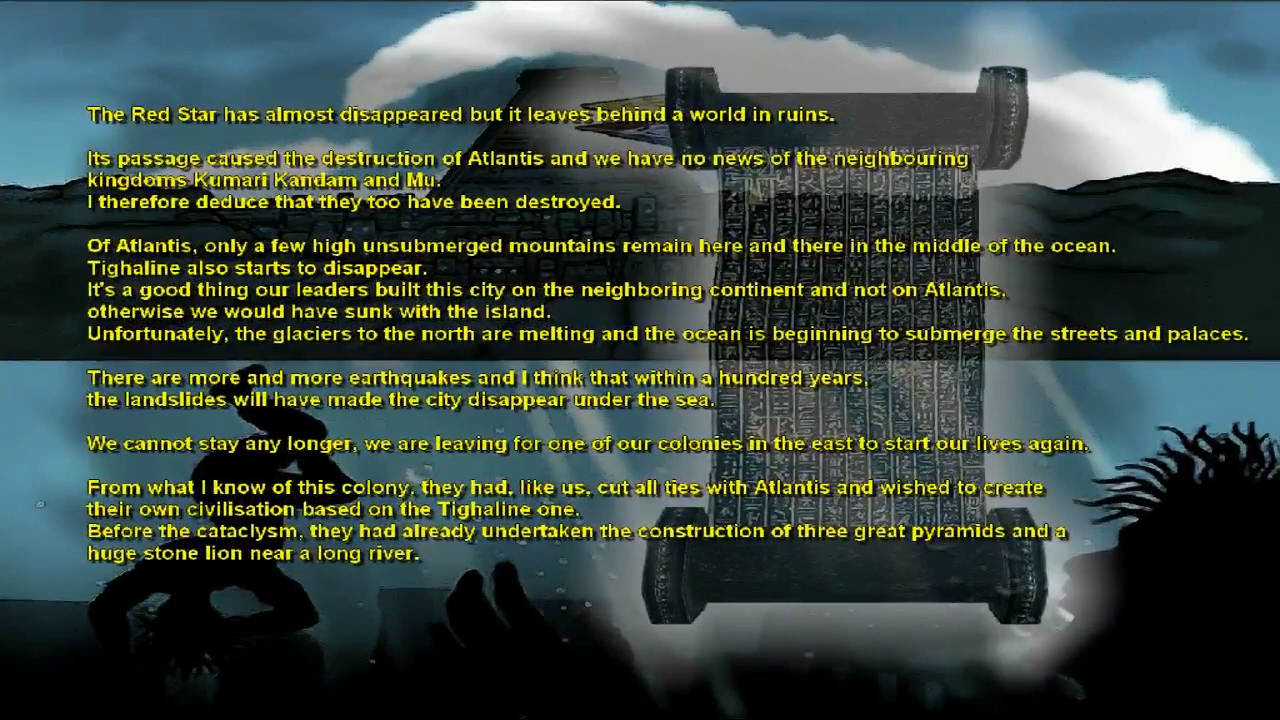 The Red Star has almost disappeared but it leaves behind a world in ruins.
Its passage caused the destruction of Atlantis and we have no news of the neighbouring
kingdoms Kumari Kandam and Mu.
I therefore deduce that they too have been destroyed.
Of Atlantis, only a few high unsubmerged mountains remain here and there in the middle of the ocean.
Tighaline also starts to disappear.
It's a good thing our leaders built this city on the neighboring continent and not on Atlantis,
otherwise we would have sunk with the island.
Unfortunately, the glaciers to the north are melting and the ocean is beginning to submerge the streets and palaces.
There are more and more earthquakes and I think that within a hundred years,
the landslides will have made the city disappear under the sea.
We cannot stay any longer, we are leaving for one of our colonies in the east to start our lives again.
From what I know of this colony, they had, like us, cut all ties with Atlantis and wished to create
their own civilisation based on the Tighaline one.
Before the cataclysm, they had already undertaken the construction of three great pyramids and a
huge stone lion near a long river.